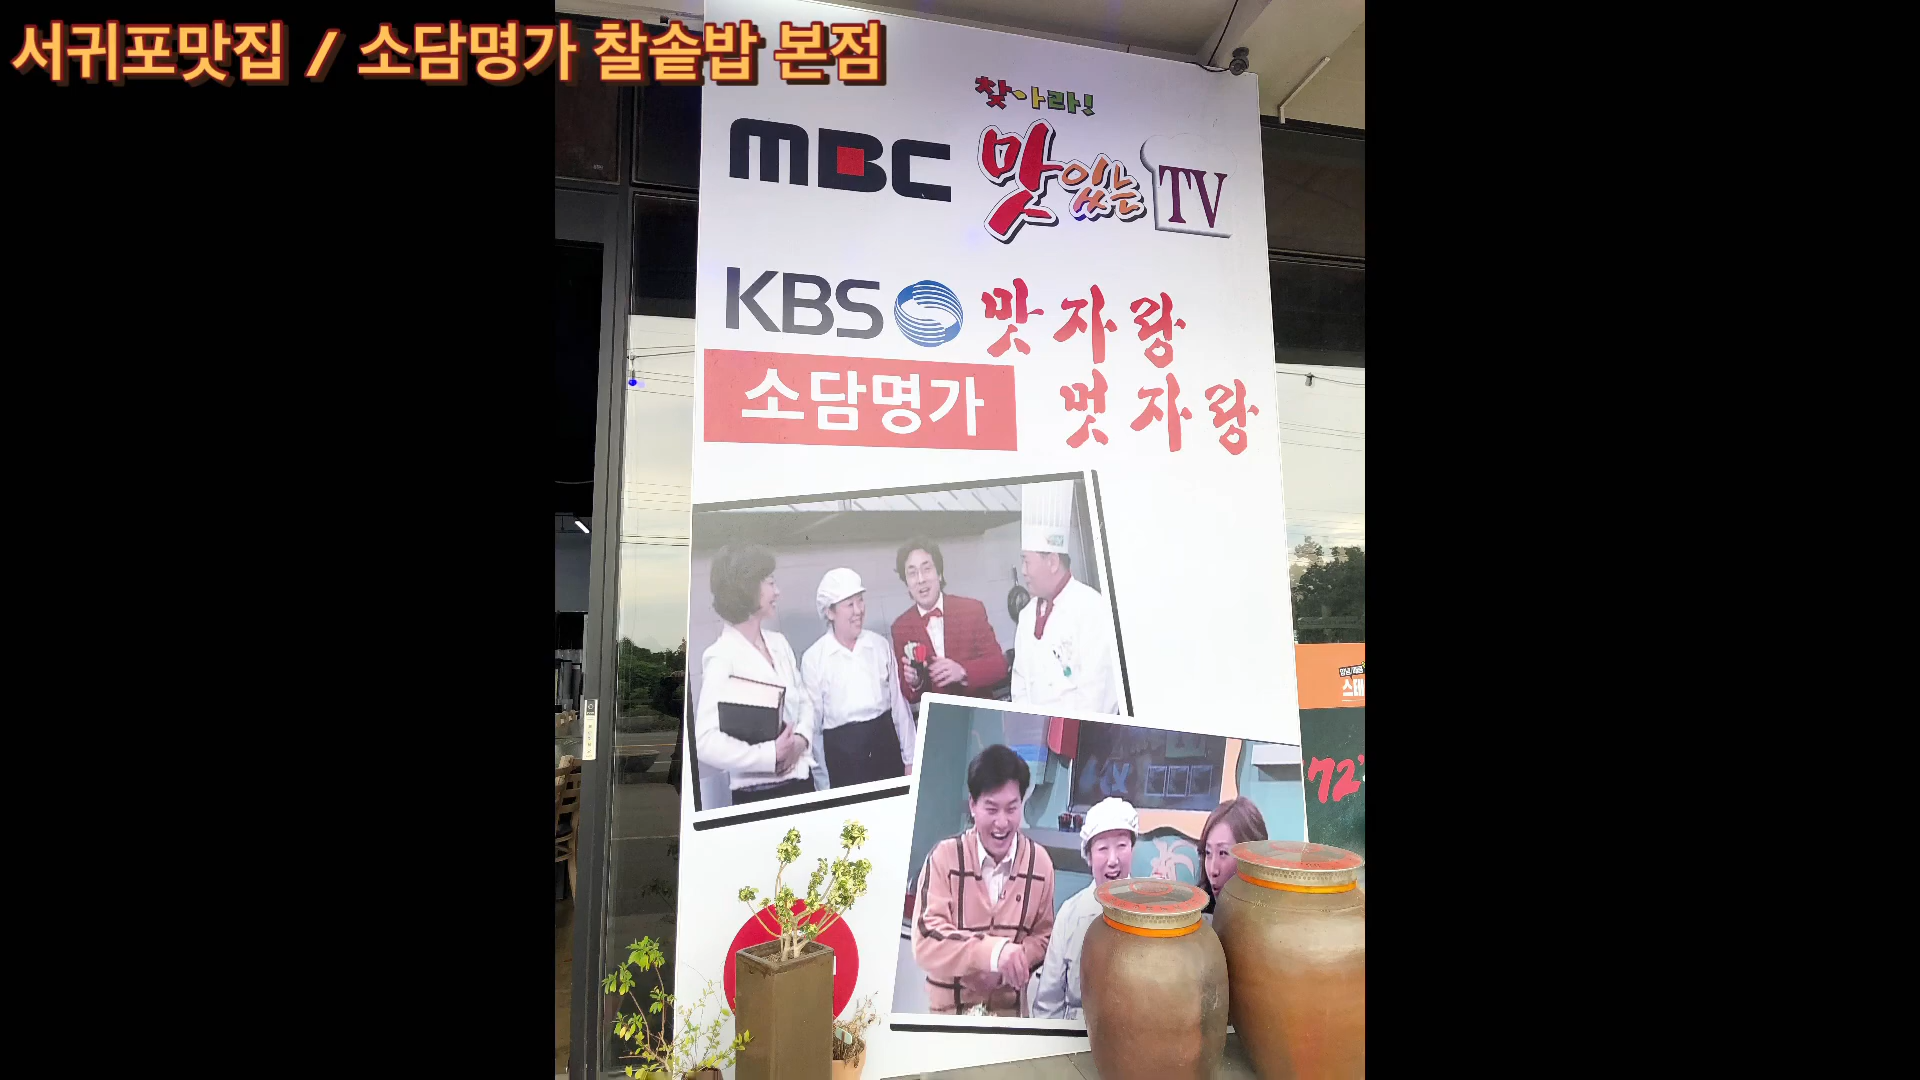 서귀포맛집 / 소담명가 찰솥밥 본점
찾아라!
MBC 맛있는 TV
KBS 맛자랑
소담명가 멋자랑
72